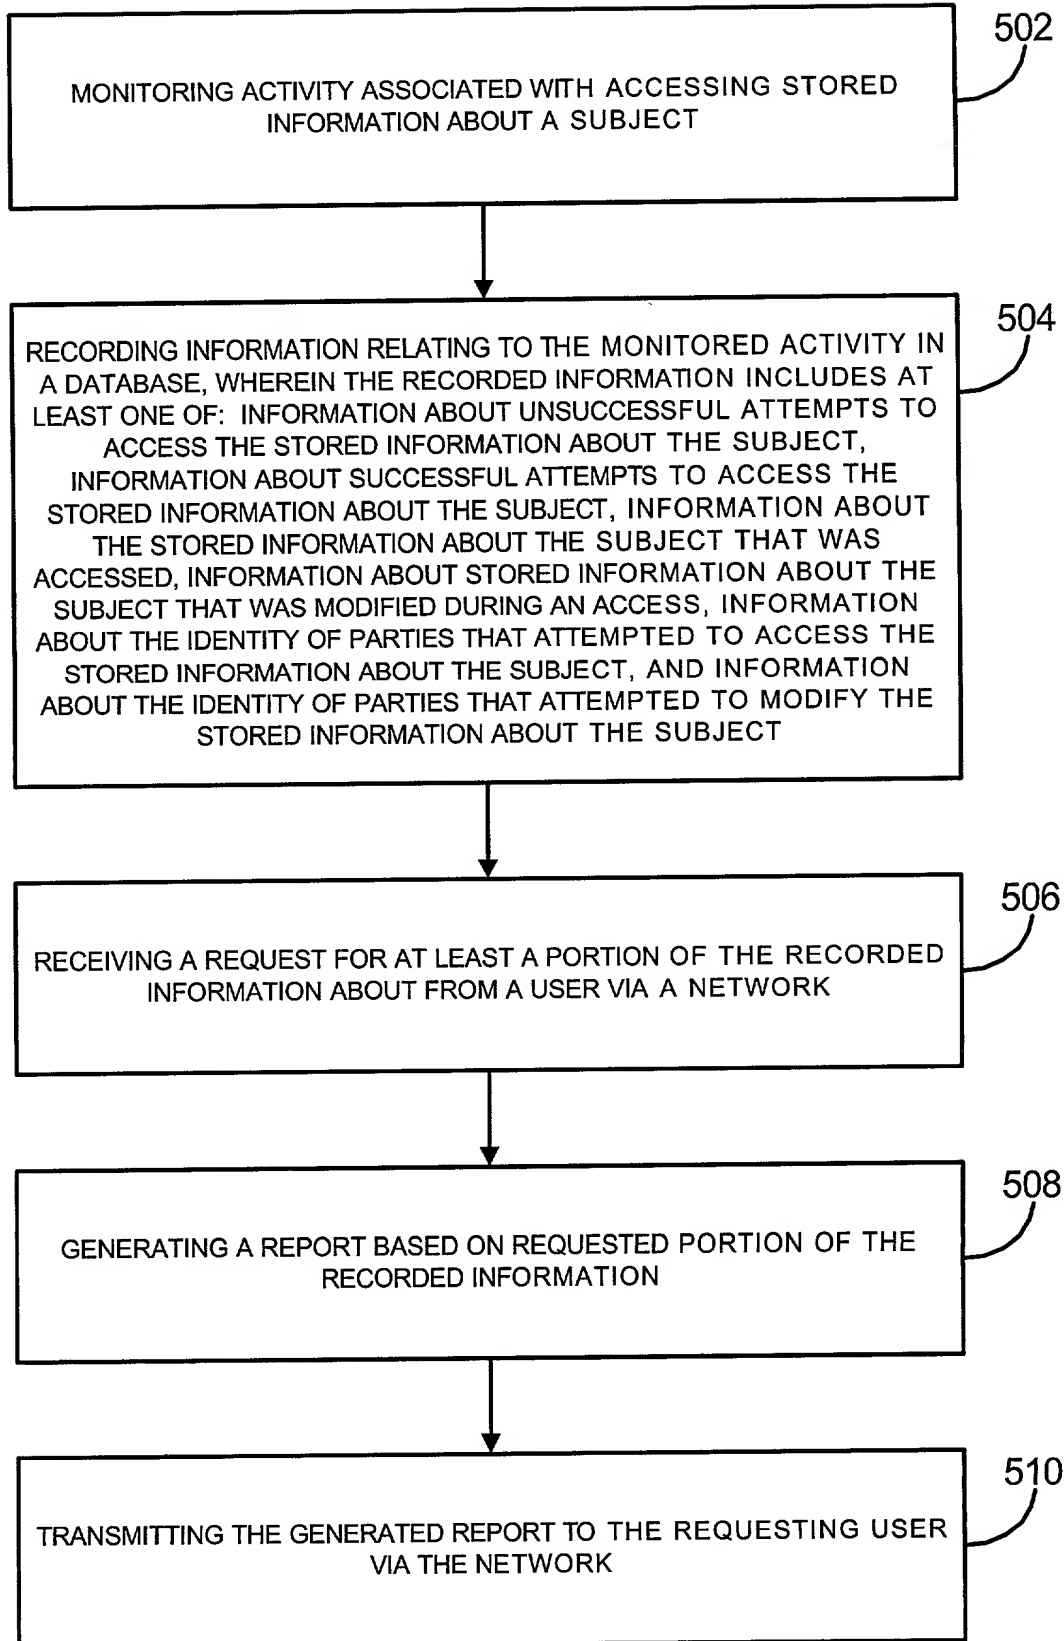 502
MONITORING ACTIVITY ASSOCIATED WITH ACCESSING STORED
INFORMATION ABOUT A SUBJECT
504
RECORDING INFORMATION RELATING TO THE MONITORED ACTIVITY IN
A DATABASE, WHEREIN THE RECORDED INFORMATION INCLUDES AT
LEAST ONE OF: INFORMATION ABOUT UNSUCCESSFUL ATTEMPTS TO
ACCESS THE STORED INFORMATION ABOUT THE SUBJECT,
INFORMATION ABOUT SUCCESSFUL ATTEMPTS TO ACCESS THE
STORED INFORMATION ABOUT THE SUBJECT, INFORMATION ABOUT
THE STORED INFORMATION ABOUT THE SUBJECT THAT WAS
ACCESSED, INFORMATION ABOUT STORED INFORMATION ABOUT THE
SUBJECT THAT WAS MODIFIED DURING AN ACCESS, INFORMATION
ABOUT THE IDENTITY OF PARTIES THAT ATTEMPTED TO ACCESS THE
STORED INFORMATION ABOUT THE SUBJECT, AND INFORMATION
ABOUT THE IDENTITY OF PARTIES THAT ATTEMPTED TO MODIFY THE
STORED INFORMATION ABOUT THE SUBJECT
506
RECEIVING A REQUEST FOR AT LEAST A PORTION OF THE RECORDED
INFORMATION ABOUT FROM A USER VIA A NETWORK
508
GENERATING A REPORT BASED ON REQUESTED PORTION OF THE
RECORDED INFORMATION
510
TRANSMITTING THE GENERATED REPORT TO THE REQUESTING USER
VIA THE NETWORK